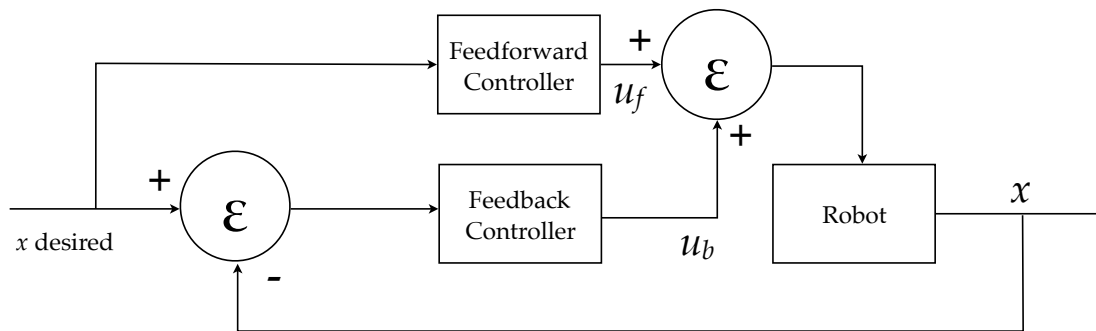 Feedforward
Controller
+
u_f
ε
+
+
ε
x desired
-
Feedback
Controller
u_b
Robot
x